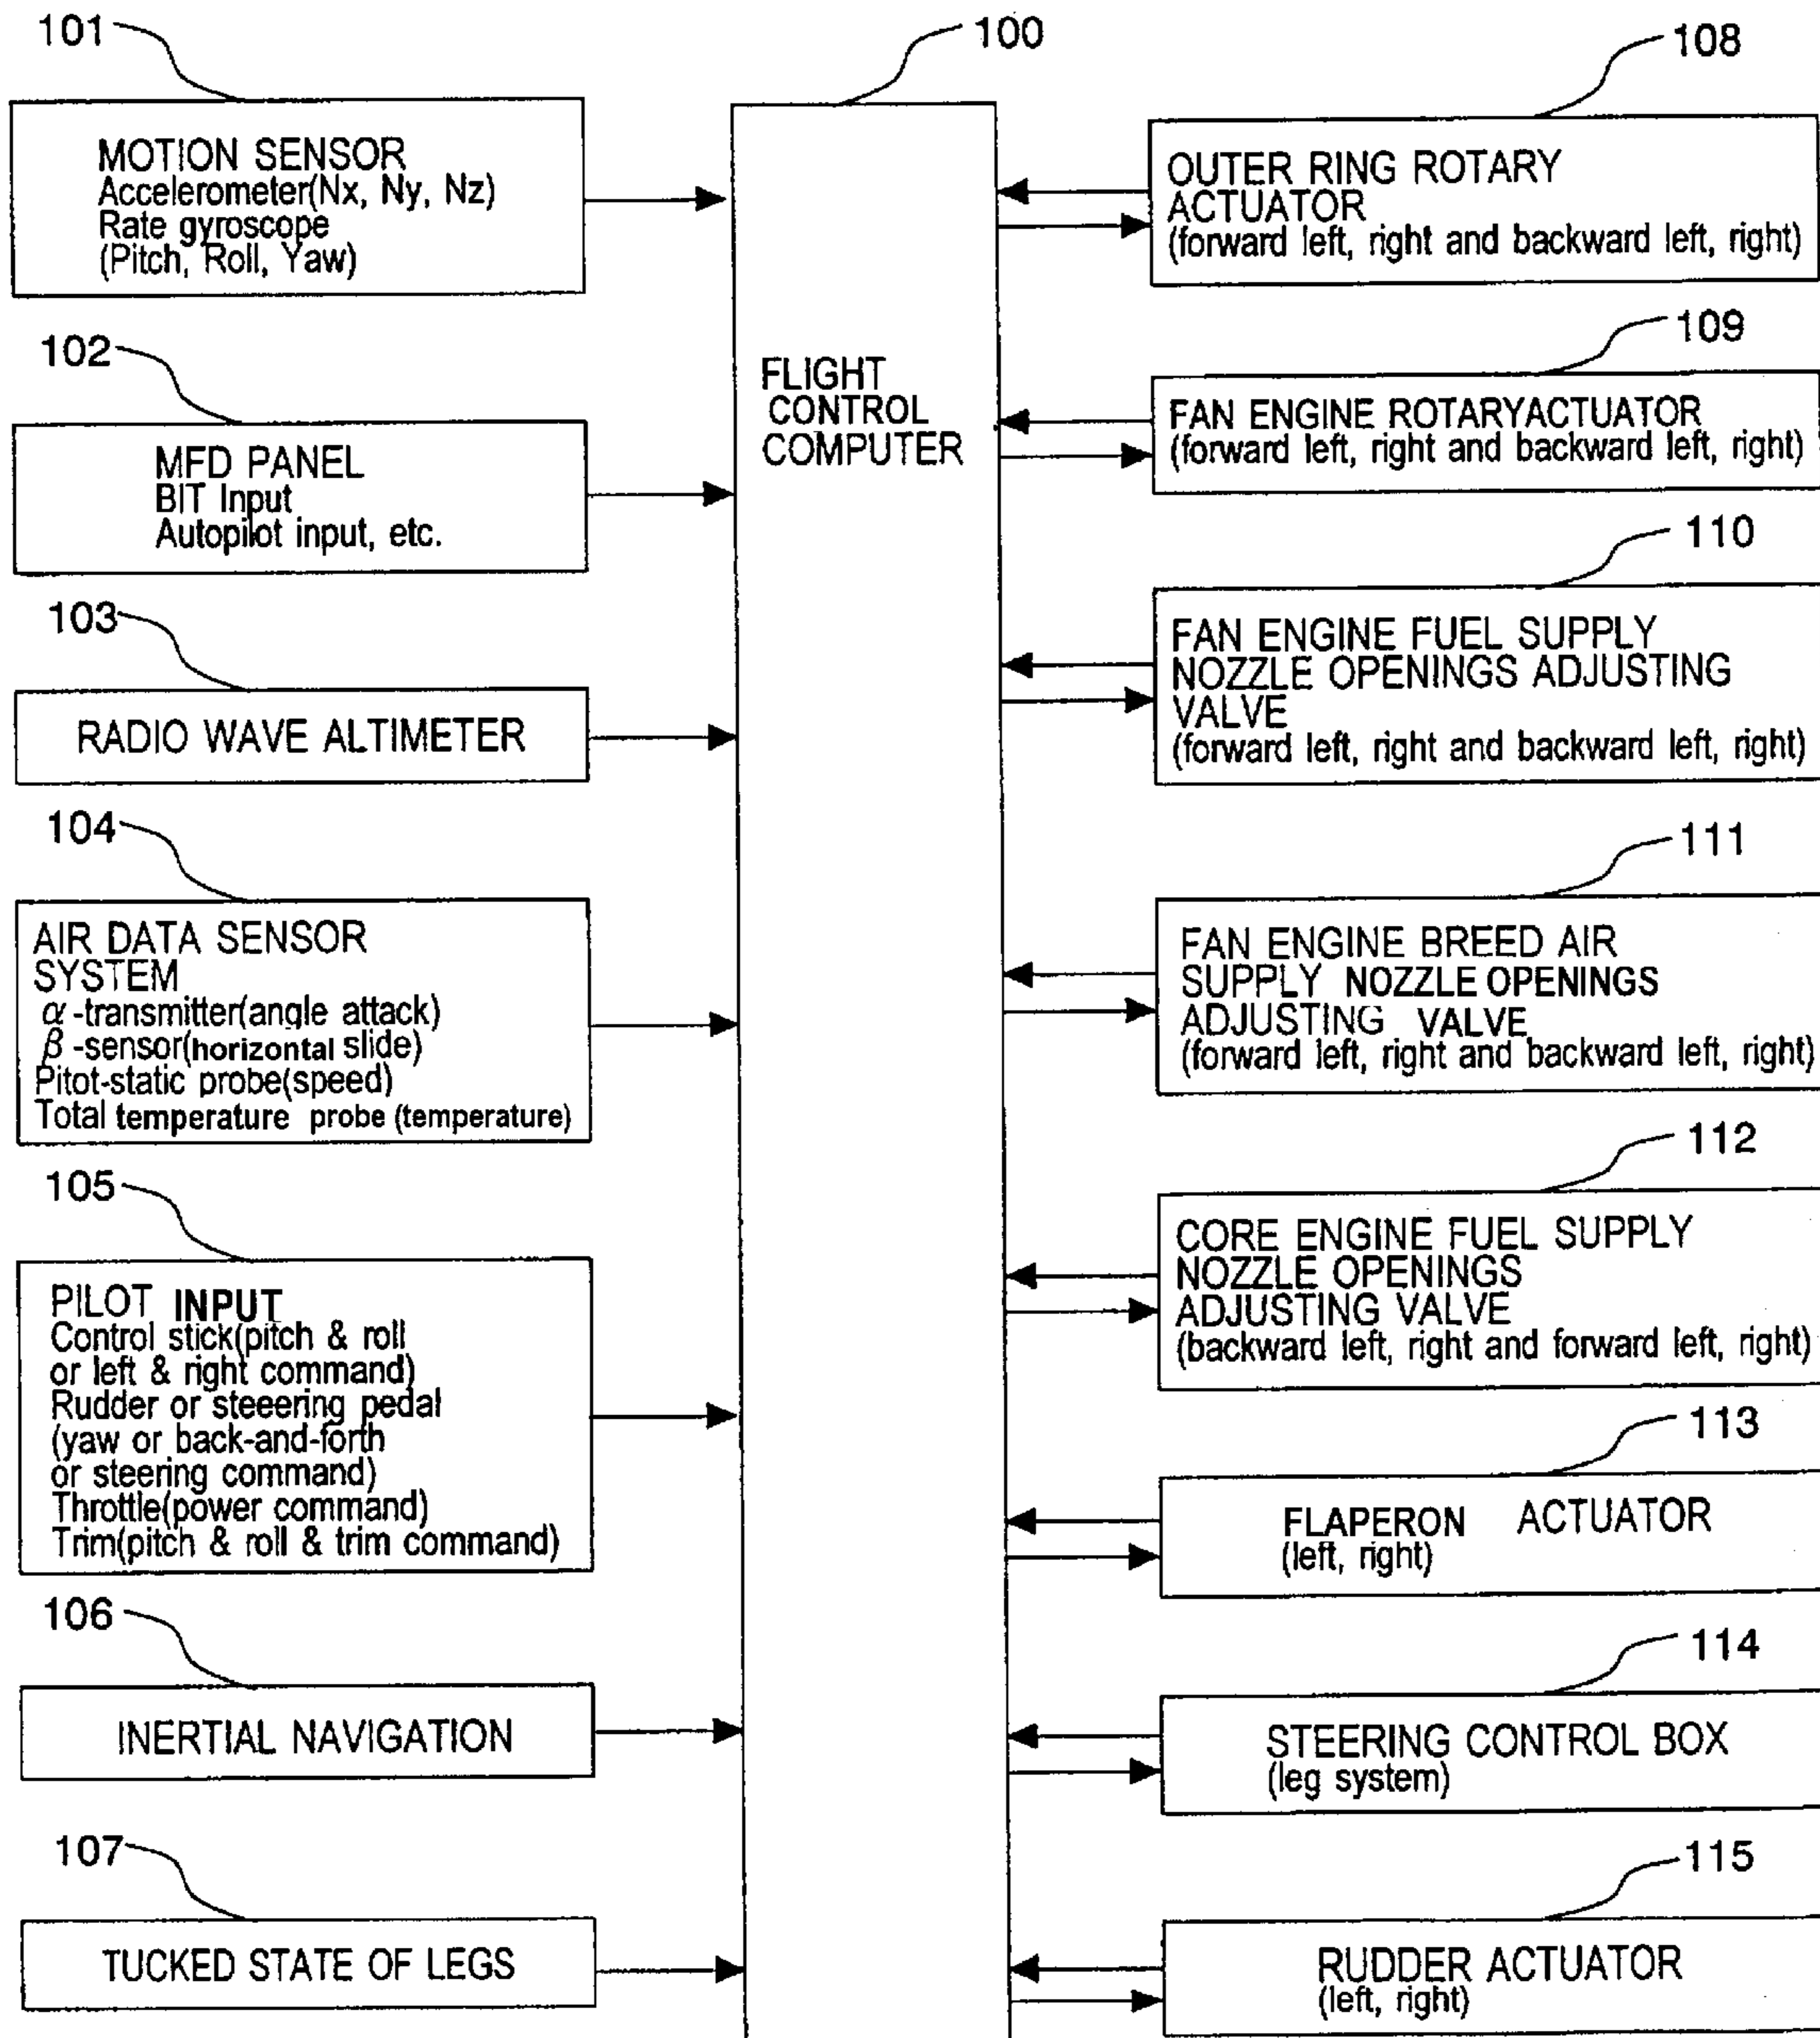 101
MOTION SENSOR
Accelerometer(Nx, Ny, Nz)
Rate gyroscope
(Pitch, Roll, Yaw)
102
MFD PANEL
BIT Input
Autopilot input, etc.
103
RADIO WAVE ALTIMETER
104
AIR DATA SENSOR
SYSTEM
α-transmitter(angle attack)
β-sensor(horizontal slide)
Pitot-static probe(speed)
Total temperature probe (temperature)
105
PILOT INPUT
Control stick(pitch & roll
or left & right command)
Rudder or steeering pedal
(yaw or back-and-forth
or steering command)
Throttle(power command)
Trim(pitch & roll & trim command)
106
INERTIAL NAVIGATION
107
TUCKED STATE OF LEGS
100
FLIGHT
CONTROL
COMPUTER
108
OUTER RING ROTARY
ACTUATOR
(forward left, right and backward left, right)
109
FAN ENGINE ROTARYACTUATOR
(forward left, right and backward left, right)
110
FAN ENGINE FUEL SUPPLY
NOZZLE OPENINGS ADJUSTING
VALVE
(forward left, right and backward left, right)
111
FAN ENGINE BREED AIR
SUPPLY NOZZLE OPENINGS
ADJUSTING VALVE
(forward left, right and backward left, right)
112
CORE ENGINE FUEL SUPPLY
NOZZLE OPENINGS
ADJUSTING VALVE
(backward left, right and forward left, right)
113
FLAPERON ACTUATOR
(left, right)
114
STEERING CONTROL BOX
(leg system)
115
RUDDER ACTUATOR
(left, right)